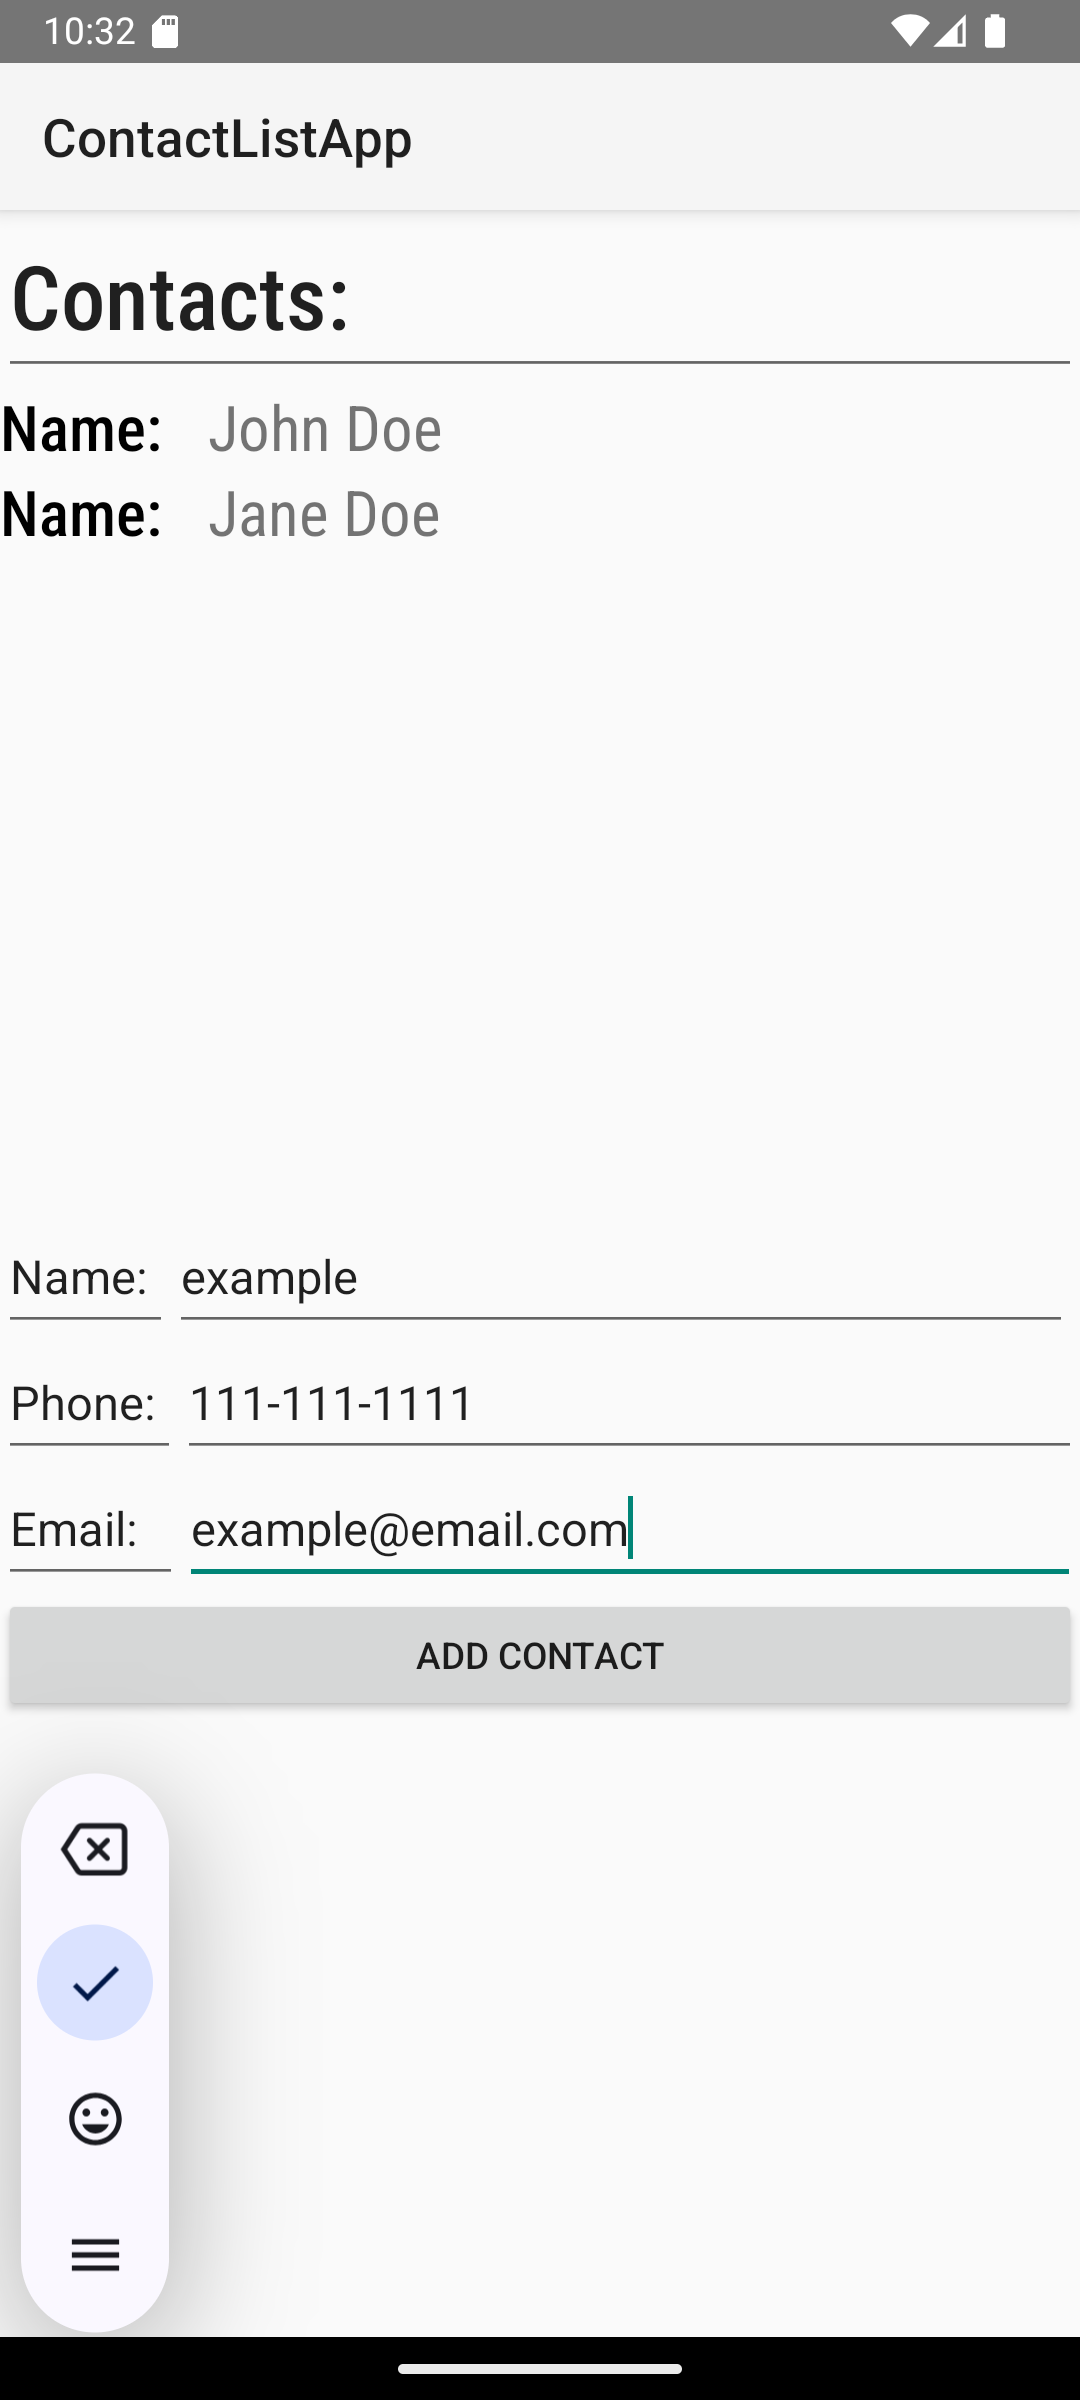 10:32
ContactListApp
Contacts:
Name: John Doe
Name: Jane Doe
Name: example
Phone: 111-111-1111
Email: example@email.com
ADD CONTACT